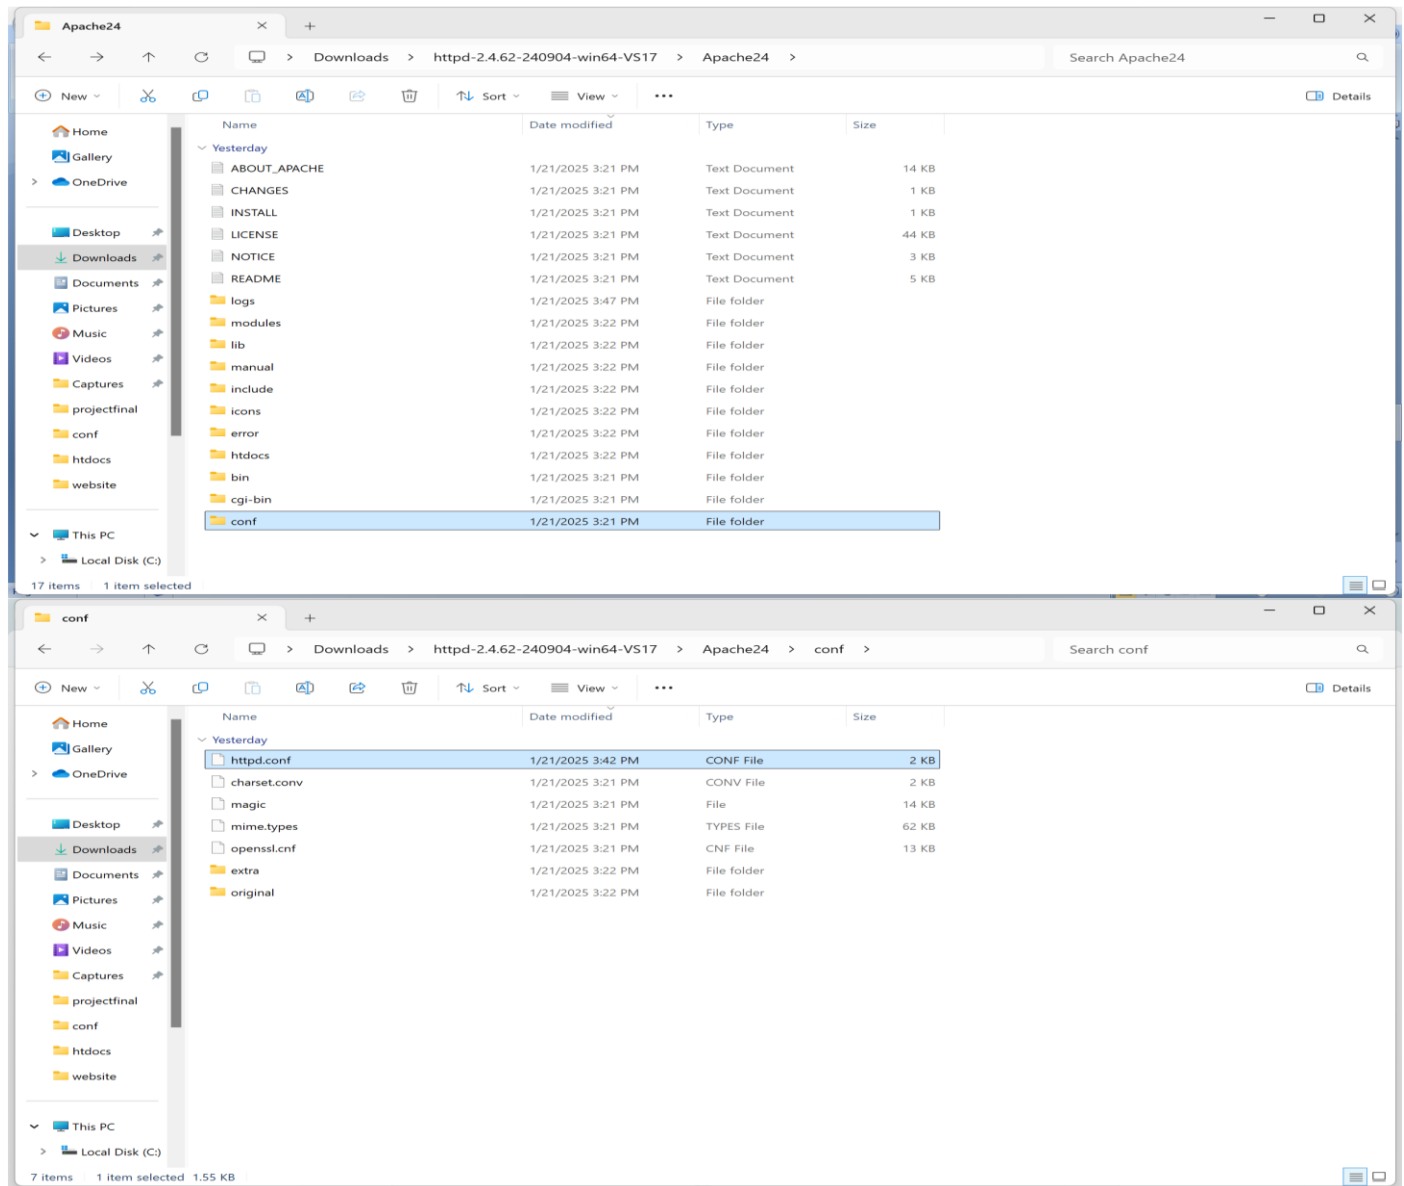 Apache24
Downloads > httpd-2.4.62-240904-win64-VS17 > Apache24 >
Search Apache24
New
Sort
View
Details
Home
Gallery
OneDrive
Desktop
Downloads
Documents
Pictures
Music
Videos
Captures
projectfinal
conf
htdocs
website
This PC
Local Disk (C:)
Name Date modified Type Size
Yesterday
ABOUT_APACHE 1/21/2025 3:21 PM Text Document 14 KB
CHANGES 1/21/2025 3:21 PM Text Document 1 KB
INSTALL 1/21/2025 3:21 PM Text Document 1 KB
LICENSE 1/21/2025 3:21 PM Text Document 44 KB
NOTICE 1/21/2025 3:21 PM Text Document 3 KB
README 1/21/2025 3:21 PM Text Document 5 KB
logs 1/21/2025 3:47 PM File folder
modules 1/21/2025 3:22 PM File folder
lib 1/21/2025 3:22 PM File folder
manual 1/21/2025 3:22 PM File folder
include 1/21/2025 3:22 PM File folder
icons 1/21/2025 3:22 PM File folder
error 1/21/2025 3:22 PM File folder
htdocs 1/21/2025 3:22 PM File folder
bin 1/21/2025 3:21 PM File folder
cgi-bin 1/21/2025 3:21 PM File folder
conf 1/21/2025 3:21 PM File folder
17 items 1 item selected
conf
Downloads > httpd-2.4.62-240904-win64-VS17 > Apache24 > conf >
Search conf
New
Sort
View
Details
Home
Gallery
OneDrive
Desktop
Downloads
Documents
Pictures
Music
Videos
Captures
projectfinal
conf
htdocs
website
This PC
Local Disk (C:)
Name Date modified Type Size
Yesterday
httpd.conf 1/21/2025 3:42 PM CONF File 2 KB
charset.conv 1/21/2025 3:21 PM CONV File 2 KB
magic 1/21/2025 3:21 PM File 14 KB
mime.types 1/21/2025 3:21 PM TYPES File 62 KB
openssl.cnf 1/21/2025 3:21 PM CNF File 13 KB
extra 1/21/2025 3:22 PM File folder
original 1/21/2025 3:22 PM File folder
7 items 1 item selected 1.55 KB